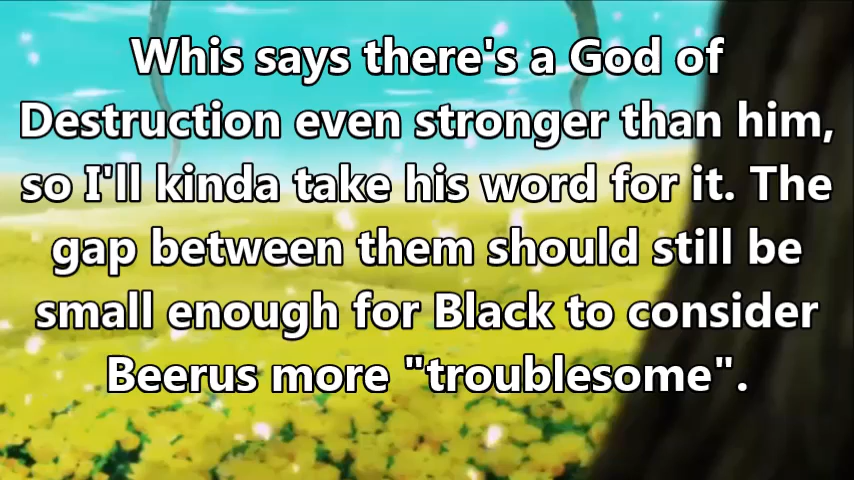 Whis says there's a God of
Destruction even stronger than him,
so I'll kinda take his word for it. The
gap between them should still be
small enough for Black to consider
Beerus more "troublesome".